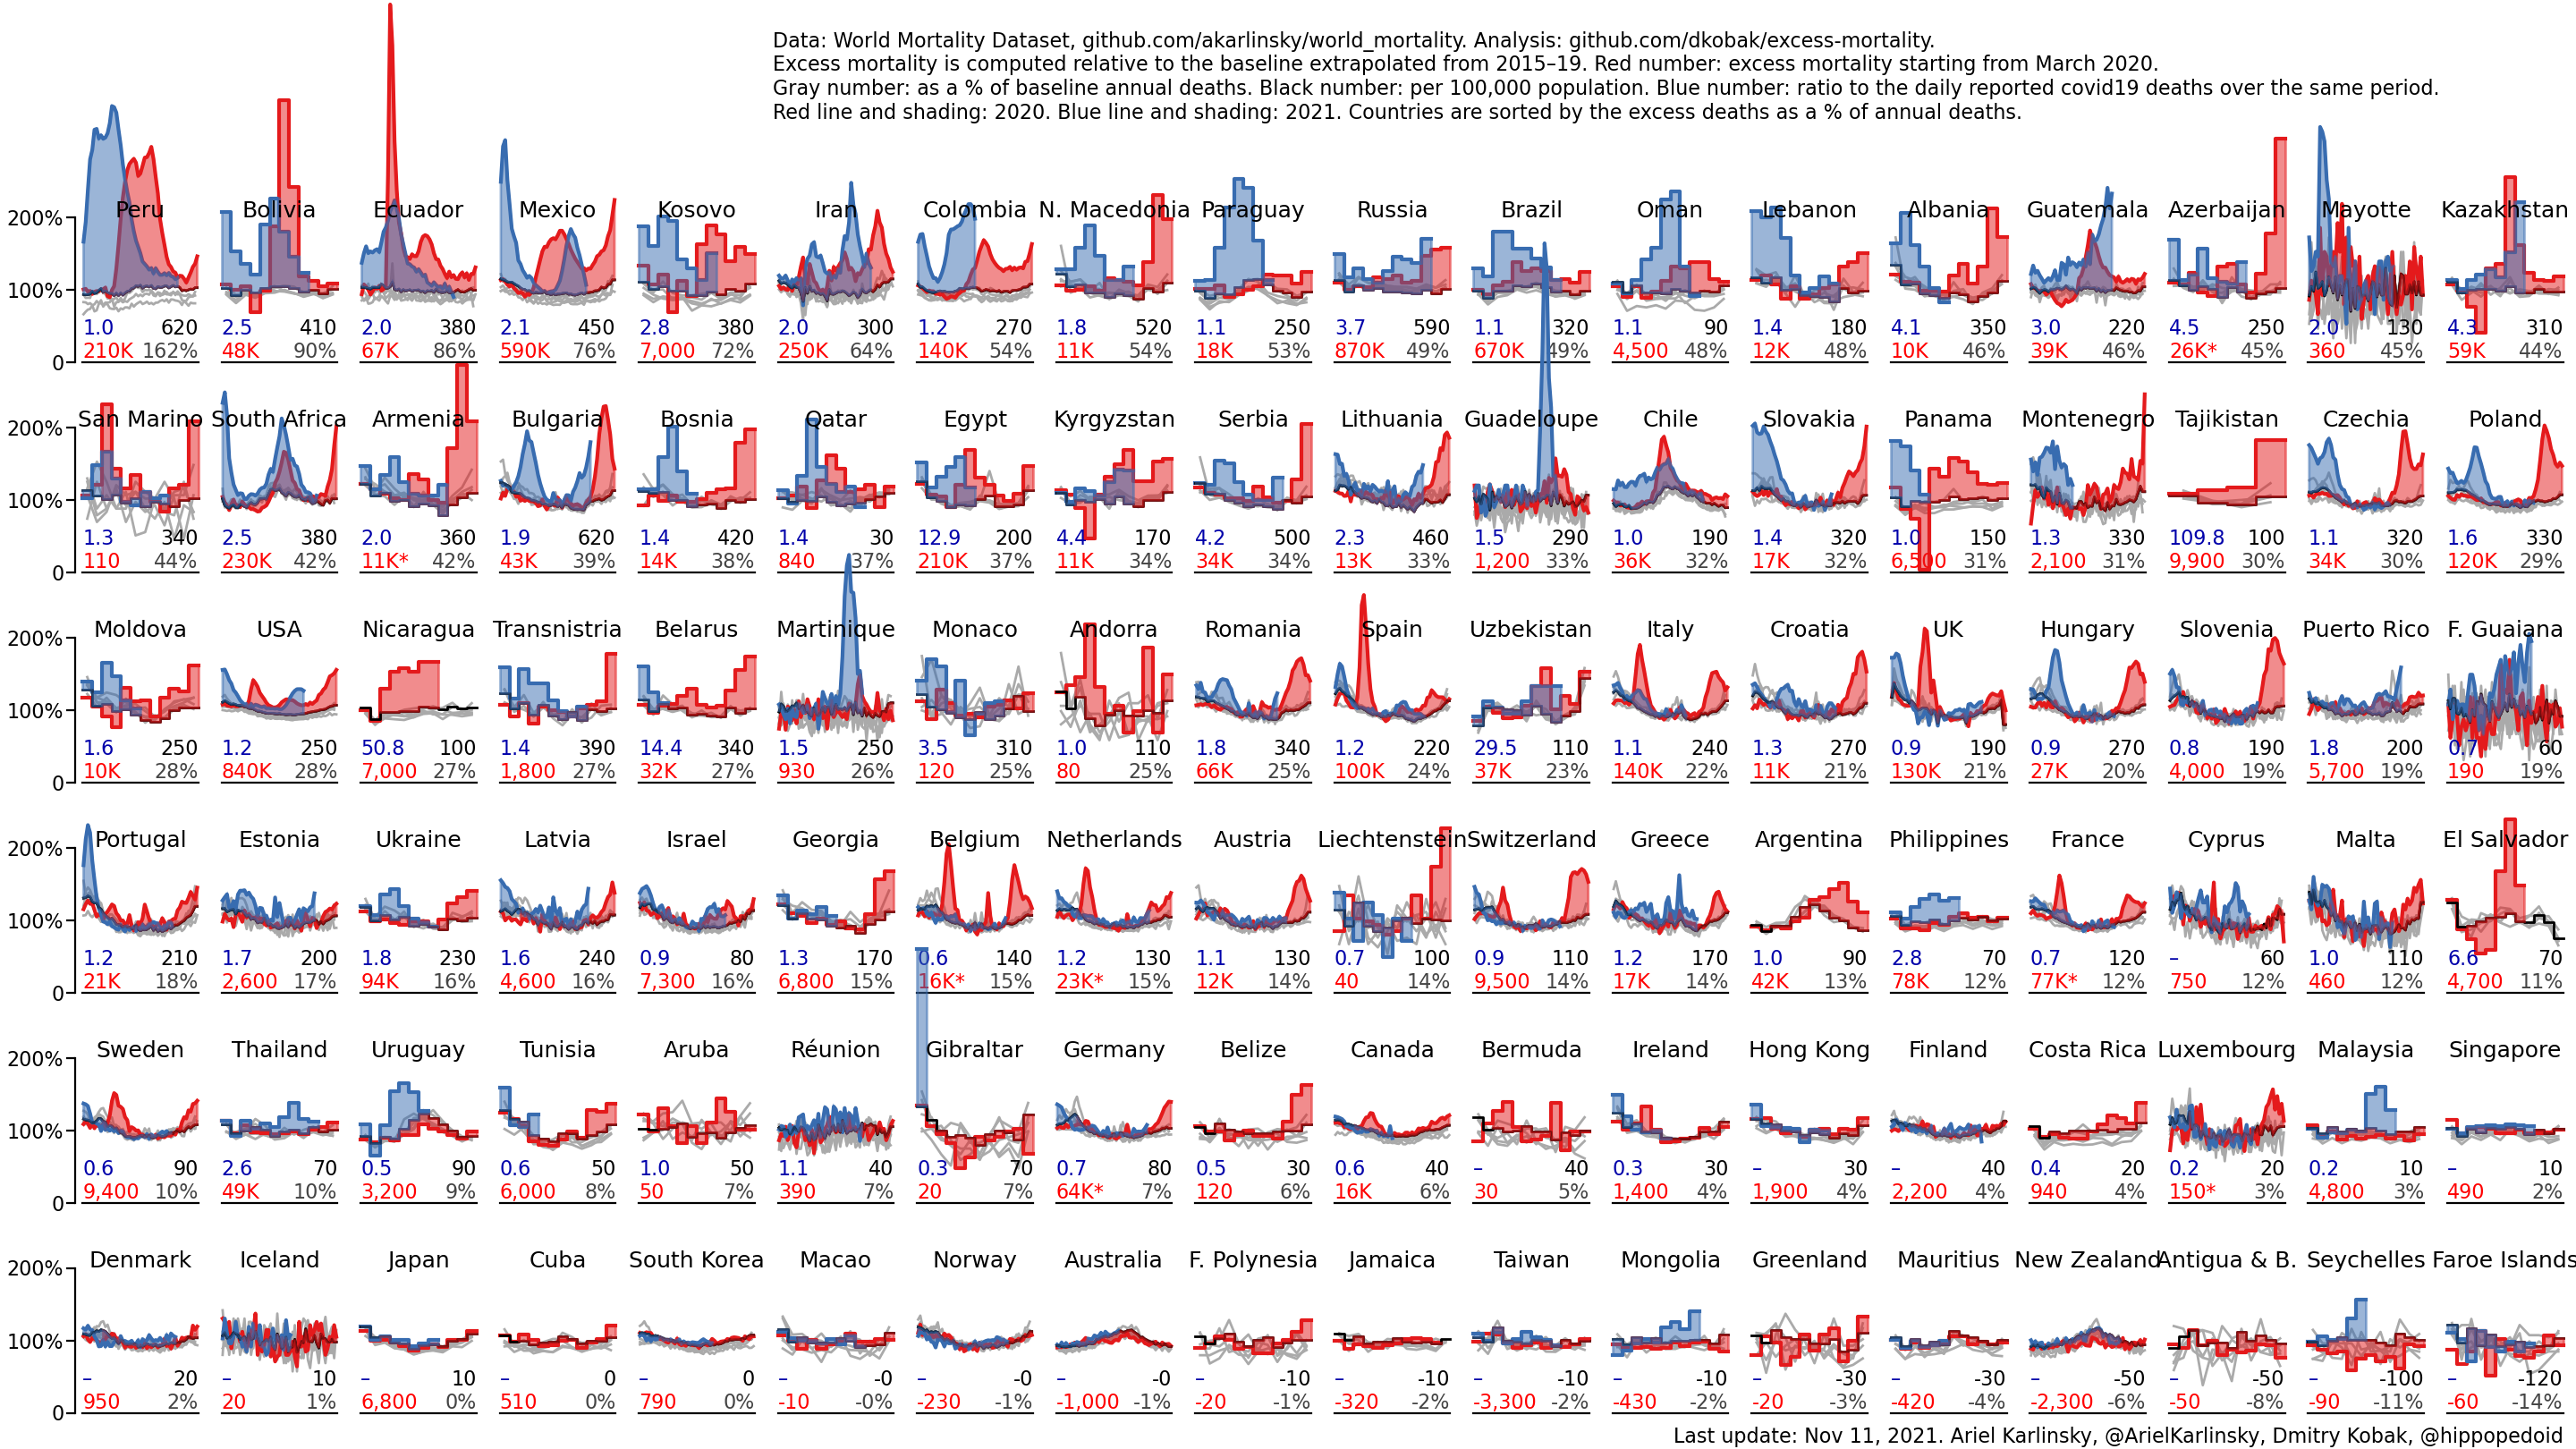 Data: World Mortality Dataset, github.com/akarlinsky/world_mortality. Analysis: github.com/dkobak/excess-mortality.
Excess mortality is computed relative to the baseline extrapolated from 2015–19. Red number: excess mortality starting from March 2020.
Gray number: as a % of baseline annual deaths. Black number: per 100,000 population. Blue number: ratio to the daily reported covid19 deaths over the same period.
Red line and shading: 2020. Blue line and shading: 2021. Countries are sorted by the excess deaths as a % of annual deaths.
200% Peru Bolivia Ecuador Mexico Kosovo Iran Colombia N. Macedonia Paraguay Russia Brazil Oman Lebanon Albania Guatemala Azerbaijan Mayotte Kazakhstan
100%
1.0 620 2.5 410 2.0 380 2.1 450 2.8 380 2.0 300 1.2 270 1.8 520 1.1 250 3.7 590 1.1 320 1.1 90 1.4 180 4.1 350 3.0 220 4.5 250 2.0 130 4.3 310
0 210K 162% 48K 90% 67K 86% 590K 76% 7,000 72% 250K 64% 140K 54% 11K 54% 18K 53% 870K 49% 670K 49% 4,500 48% 12K 48% 10K 46% 39K 46% 26K* 45% 360 45% 59K 44%
200% San Marino South Africa Armenia Bulgaria Bosnia Qatar Egypt Kyrgyzstan Serbia Lithuania Guadeloupe Chile Slovakia Panama Montenegro Tajikistan Czechia Poland
100%
1.3 340 2.5 380 2.0 360 1.9 620 1.4 420 1.4 30 12.9 200 4.4 170 4.2 500 2.3 460 1.5 290 1.0 190 1.4 320 1.0 150 1.3 330 109.8 100 1.1 320 1.6 330
0 110 44% 230K 42% 11K* 42% 43K 39% 14K 38% 840 37% 210K 37% 11K 34% 34K 34% 13K 33% 1,200 33% 36K 32% 17K 32% 6,500 31% 2,100 31% 9,900 30% 34K 30% 120K 29%
200% Moldova USA Nicaragua Transnistria Belarus Martinique Monaco Andorra Romania Spain Uzbekistan Italy Croatia UK Hungary Slovenia Puerto Rico F. Guaiana
100%
1.6 250 1.2 250 50.8 100 1.4 390 14.4 340 1.5 250 3.5 310 1.0 110 1.8 340 1.2 220 29.5 110 1.1 240 1.3 270 0.9 190 0.9 270 0.8 190 1.8 200 0.7 60
0 10K 28% 840K 28% 7,000 27% 1,800 27% 32K 27% 930 26% 120 25% 80 25% 66K 25% 100K 24% 37K 23% 140K 22% 11K 21% 130K 21% 27K 20% 4,000 19% 5,700 19% 190 19%
200% Portugal Estonia Ukraine Latvia Israel Georgia Belgium Netherlands Austria Liechtenstein Switzerland Greece Argentina Philippines France Cyprus Malta El Salvador
100%
1.2 210 1.7 200 1.8 230 1.6 240 0.9 80 1.3 170 0.6 140 1.2 130 1.1 130 0.7 100 0.9 110 1.2 170 1.0 90 2.8 70 0.7 120 – 60 1.0 110 6.6 70
0 21K 18% 2,600 17% 94K 16% 4,600 16% 7,300 16% 6,800 15% 16K* 15% 23K* 15% 12K 14% 40 14% 9,500 14% 17K 14% 42K 13% 78K 12% 77K* 12% 750 12% 460 12% 4,700 11%
200% Sweden Thailand Uruguay Tunisia Aruba Réunion Gibraltar Germany Belize Canada Bermuda Ireland Hong Kong Finland Costa Rica Luxembourg Malaysia Singapore
100%
0.6 90 2.6 70 0.5 90 0.6 50 1.0 50 1.1 40 0.3 70 0.7 80 0.5 30 0.6 40 – 40 0.3 30 – 30 – 40 0.4 20 0.2 20 0.2 10 – 10
0 9,400 10% 49K 10% 3,200 9% 6,000 8% 50 7% 390 7% 20 7% 64K* 7% 120 6% 16K 6% 30 5% 1,400 4% 1,900 4% 2,200 4% 940 4% 150* 3% 4,800 3% 490 2%
200% Denmark Iceland Japan Cuba South Korea Macao Norway Australia F. Polynesia Jamaica Taiwan Mongolia Greenland Mauritius New Zealand Antigua & B. Seychelles Faroe Islands
100%
– 20 – 10 – 10 – 0 – 0 – -0 – -0 – -0 – -10 – -10 – -10 – -10 – -30 – -30 – -50 – -50 – -100 – -120
0 950 2% 20 1% 6,800 0% 510 0% 790 0% -10 -0% -230 -1% -1,000 -1% -20 -1% -320 -2% -3,300 -2% -430 -2% -20 -3% -420 -4% -2,300 -6% -50 -8% -90 -11% -60 -14%
Last update: Nov 11, 2021. Ariel Karlinsky, @ArielKarlinsky, Dmitry Kobak, @hippopedoid